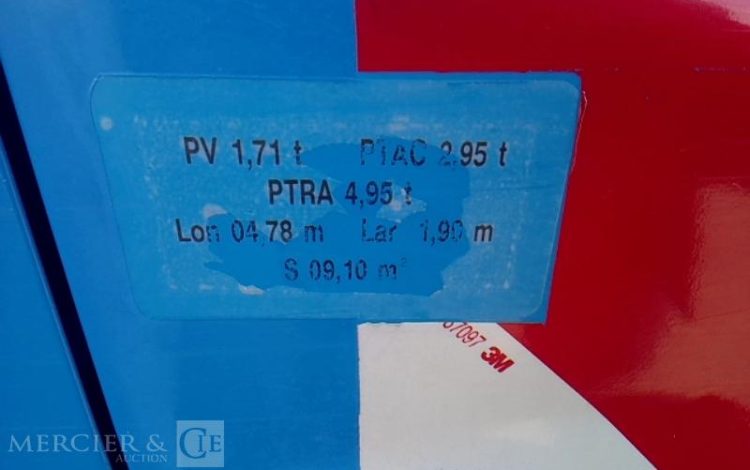 PV 1,71 t PTAC 2,95 t
PTRA 4,95 t
Lon 04,78 m Lar 1,90 m
S 09,10 m²
67097 3M
MERCIER & CIE
AUCTION